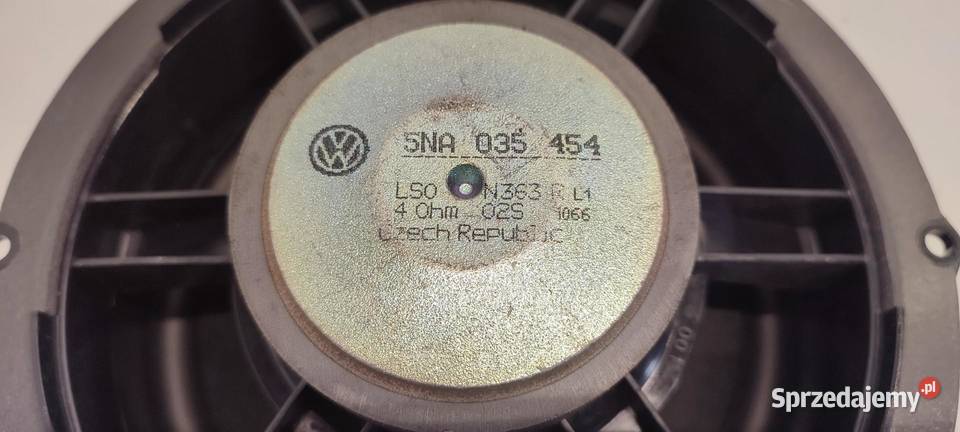 5NA 035 454
LSO N363 R L1
4 Ohm 02S 1066
Czech Republic
Sprzedajemy.pl